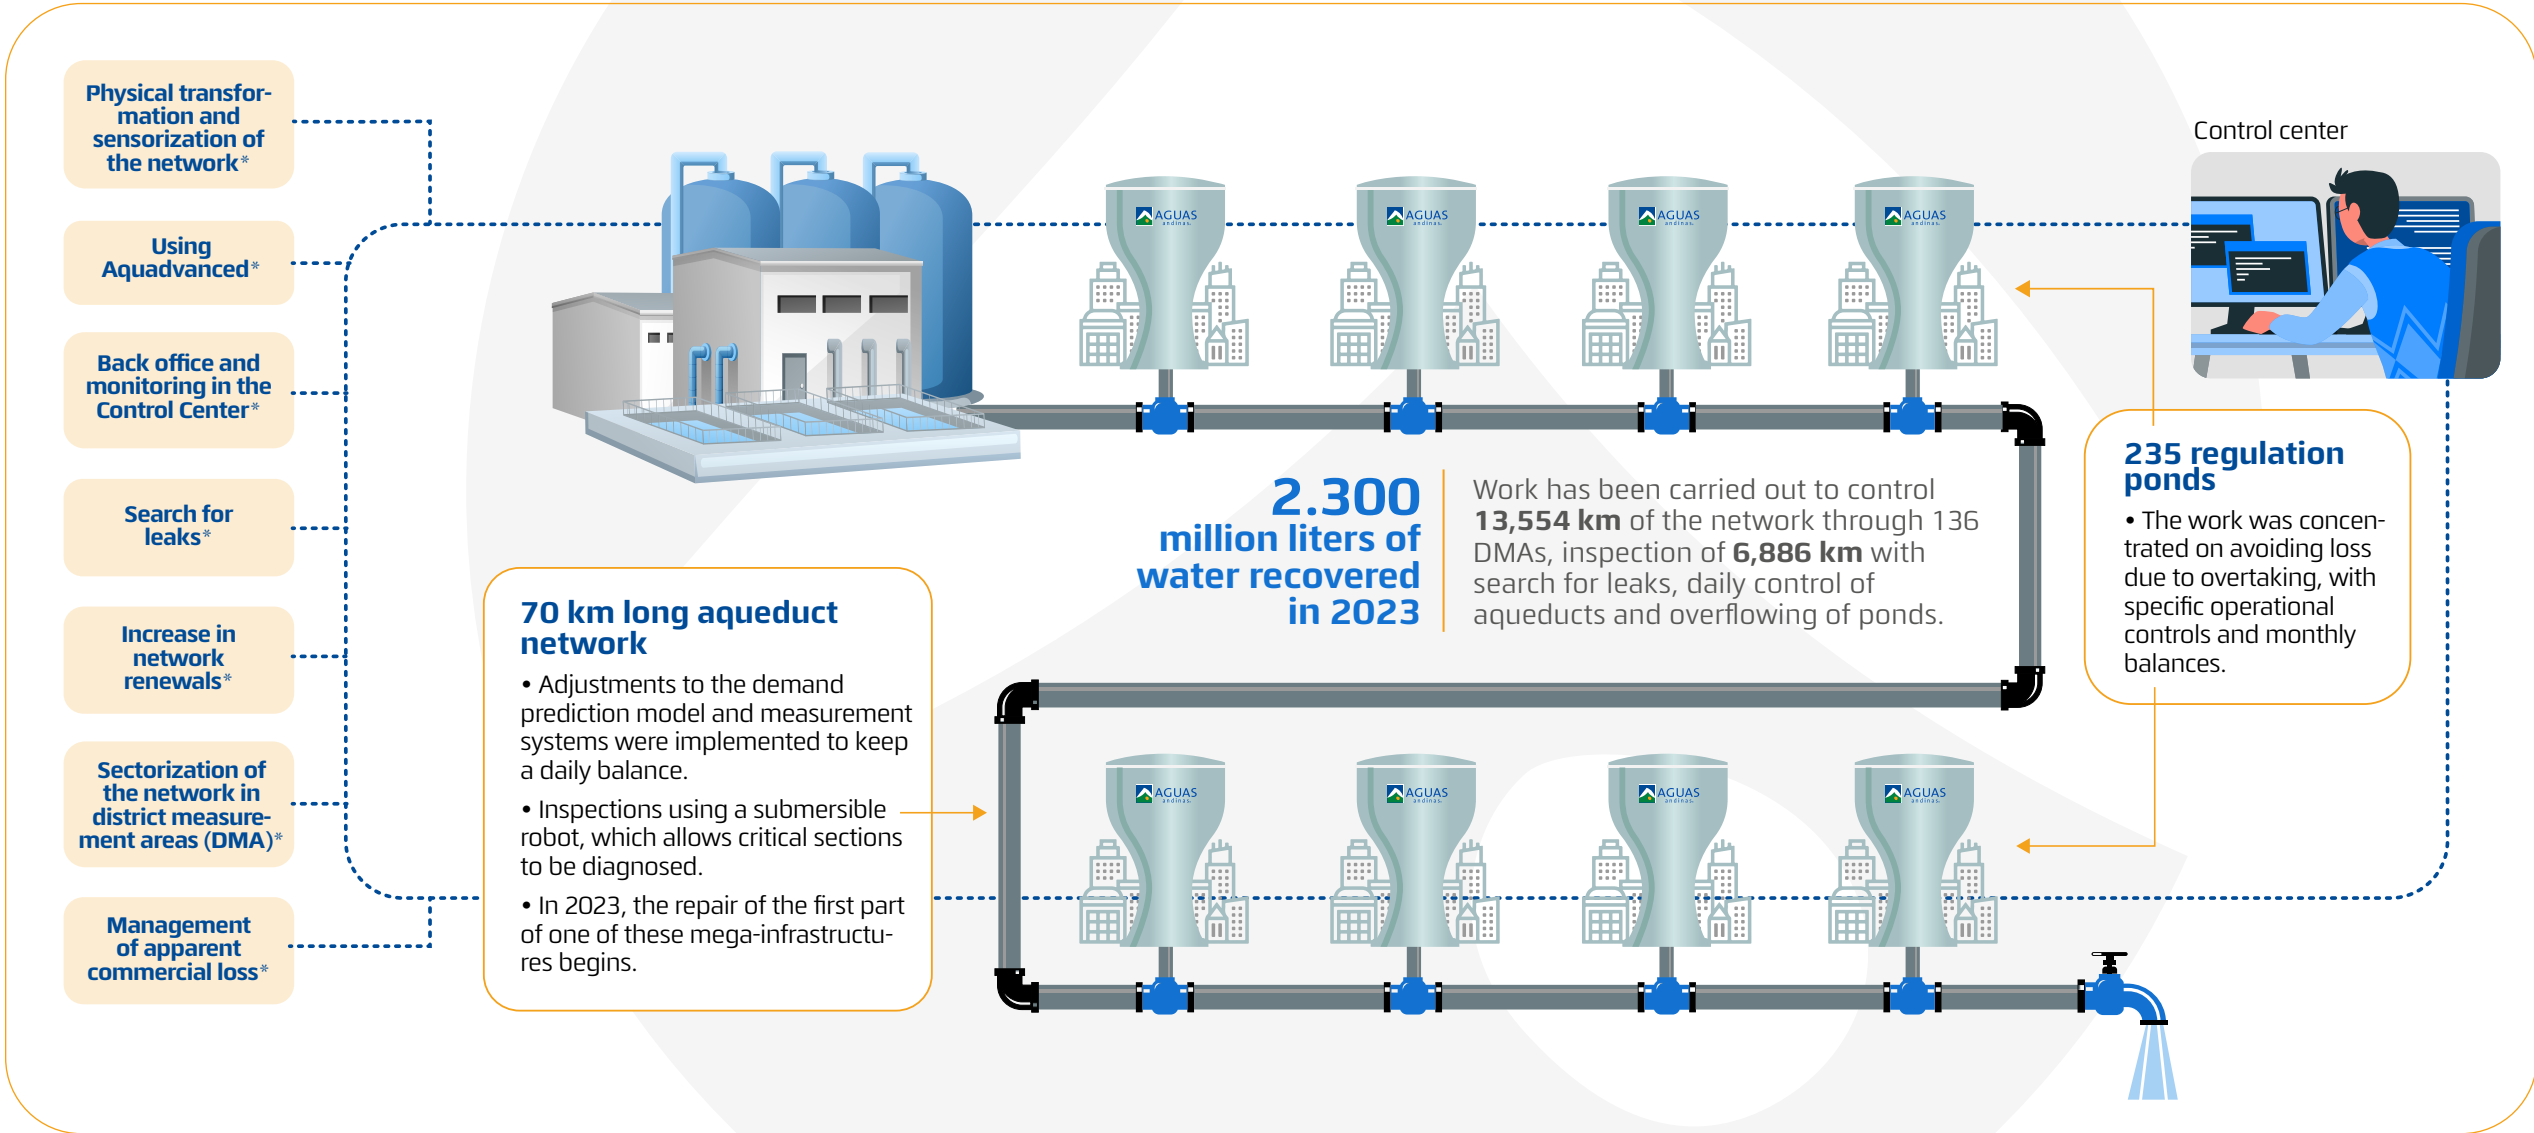 Physical transfor-
mation and
sensorization of
the network*
Using
Aquadvanced*
Back office and
monitoring in the
Control Center*
Search for
leaks*
Increase in
network
renewals*
Sectorization of
the network in
district measure-
ment areas (DMA)*
Management
of apparent
commercial loss*
AGUAS
andinas.
AGUAS
andinas.
AGUAS
andinas.
AGUAS
andinas.
Control center
2.300
million liters of
water recovered
in 2023
Work has been carried out to control
13,554 km of the network through 136
DMAs, inspection of 6,886 km with
search for leaks, daily control of
aqueducts and overflowing of ponds.
235 regulation
ponds
• The work was concen-
trated on avoiding loss
due to overtaking, with
specific operational
controls and monthly
balances.
70 km long aqueduct
network
• Adjustments to the demand
prediction model and measurement
systems were implemented to keep
a daily balance.
• Inspections using a submersible
robot, which allows critical sections
to be diagnosed.
• In 2023, the repair of the first part
of one of these mega-infrastructu-
res begins.
AGUAS
andinas.
AGUAS
andinas.
AGUAS
andinas.
AGUAS
andinas.